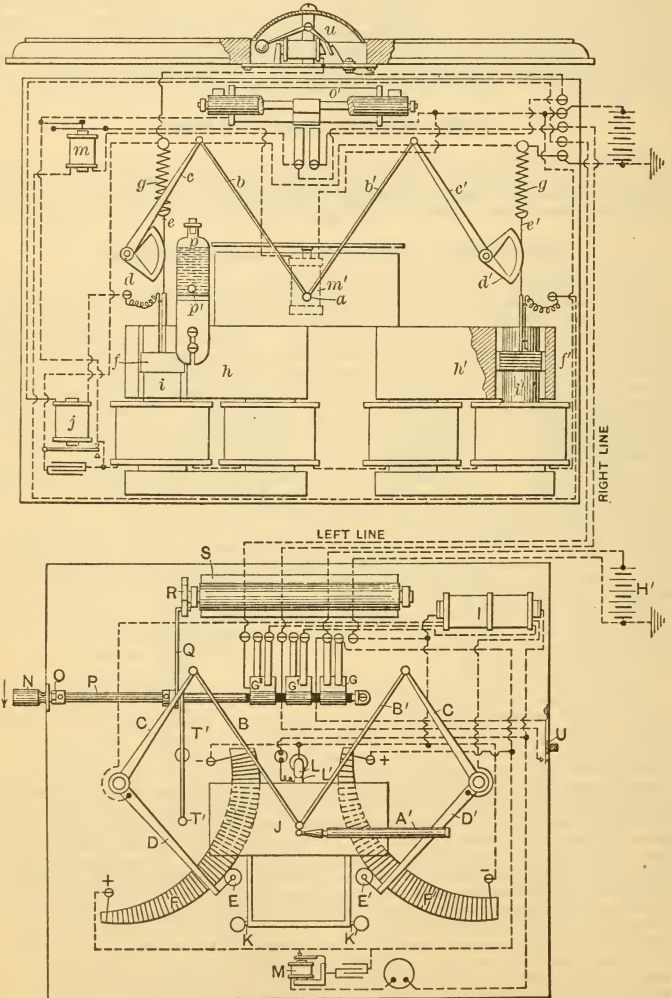 u
o'
m
g
c
b
b'
c'
g
e
e'
p
d
p'
m'
d'
a
f
h
h'
f'
i
i'
j
RIGHT LINE
LEFT LINE
S
R
I
H'
Q
N
O
P
G"
G'
G
C
T'
B
B'
C
U
-
L
L'
+
J
A'
T'
D
D'
+
F
E
E'
F
-
K
K
M